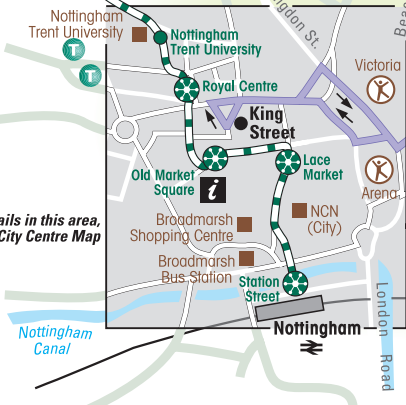 Nottingham
Trent University
T
T
Nottingham
Trent University
Royal Centre
Victoria
King
Street
Old Market
Square
i
Lace
Market
Arena
ails in this area,
City Centre Map
Broadmarsh
Shopping Centre
NCN
(City)
Broadmarsh
Bus Station
Station
Street
Nottingham
Nottingham
Canal
London Road